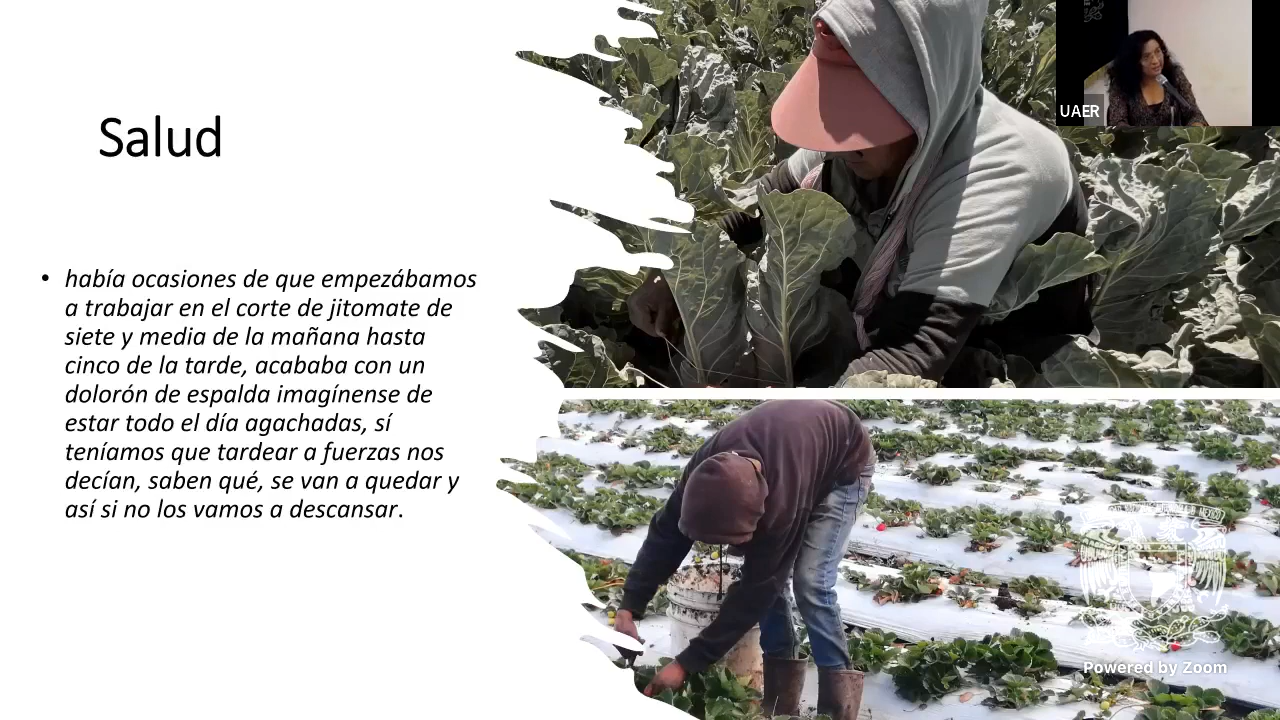 Salud
• había ocasiones de que empezábamos
a trabajar en el corte de jitomate de
siete y media de la mañana hasta
cinco de la tarde, acababa con un
dolorón de espalda imagínense de
estar todo el día agachadas, sí
teníamos que tardear a fuerzas nos
decían, saben qué, se van a quedar y
así si no los vamos a descansar.
UAER
Powered by Zoom